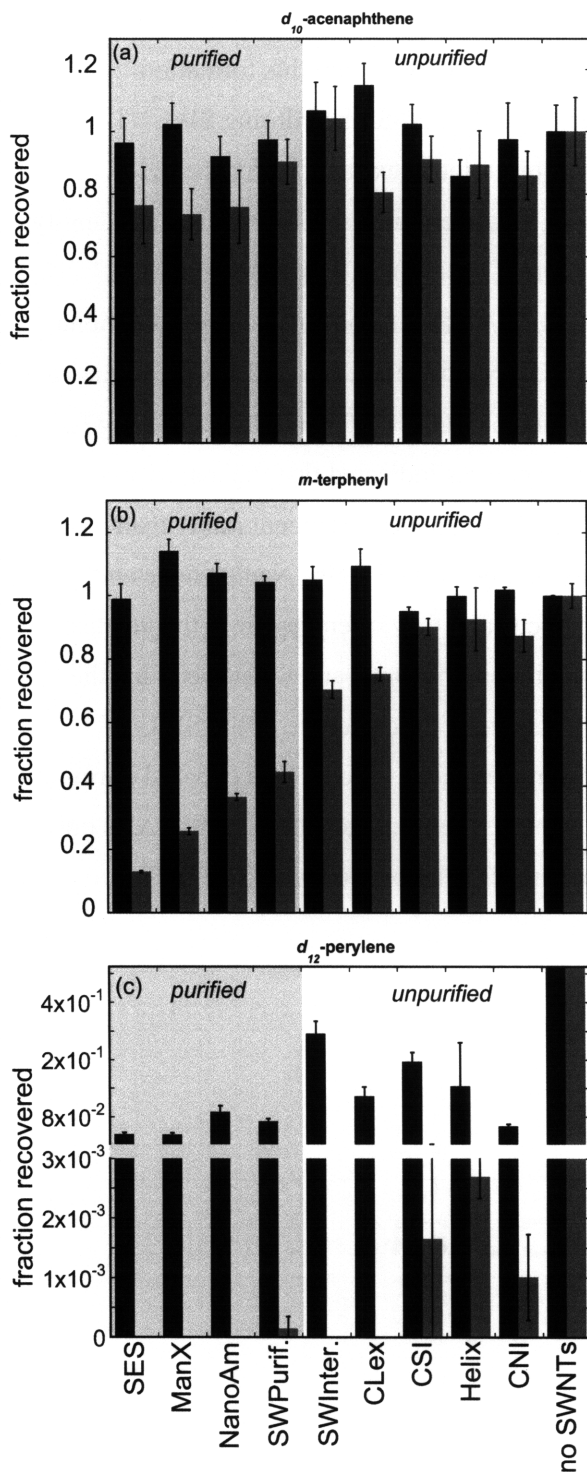 d10-acenaphthene
(a) purified unpurified
1.2
1
0.8
0.6
0.4
0.2
0
fraction recovered
m-terphenyl
(b) purified unpurified
1.2
1
0.8
0.6
0.4
0.2
0
fraction recovered
d12-perylene
(c) purified unpurified
4x10-1
2x10-1
8x10-2
3x10-3
2x10-3
1x10-3
0
fraction recovered
SES
ManX
NanoAm
SWPurif.
SWInter.
CLex
CSI
Helix
CNI
no SWNTs